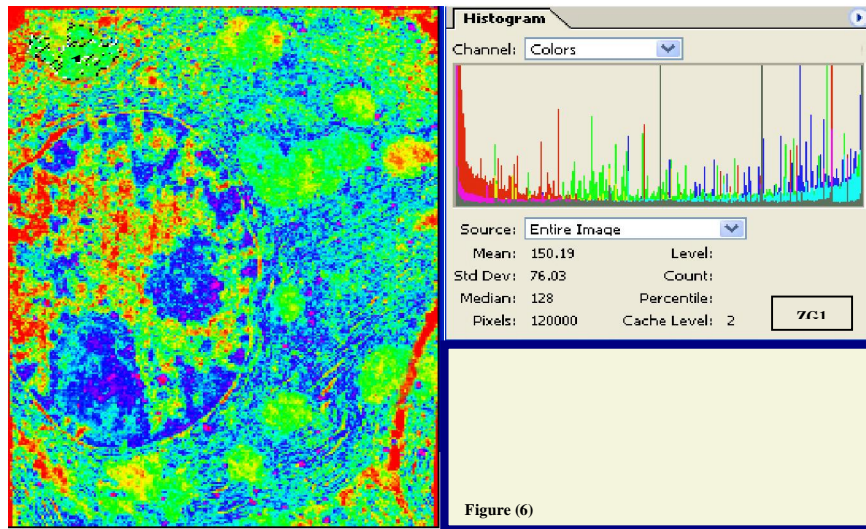 Histogram
Channel: Colors
Source: Entire Image
Mean: 150.19 Level:
Std Dev: 76.03 Count:
Median: 128 Percentile:
Pixels: 120000 Cache Level: 2
ZG1
Figure (6)